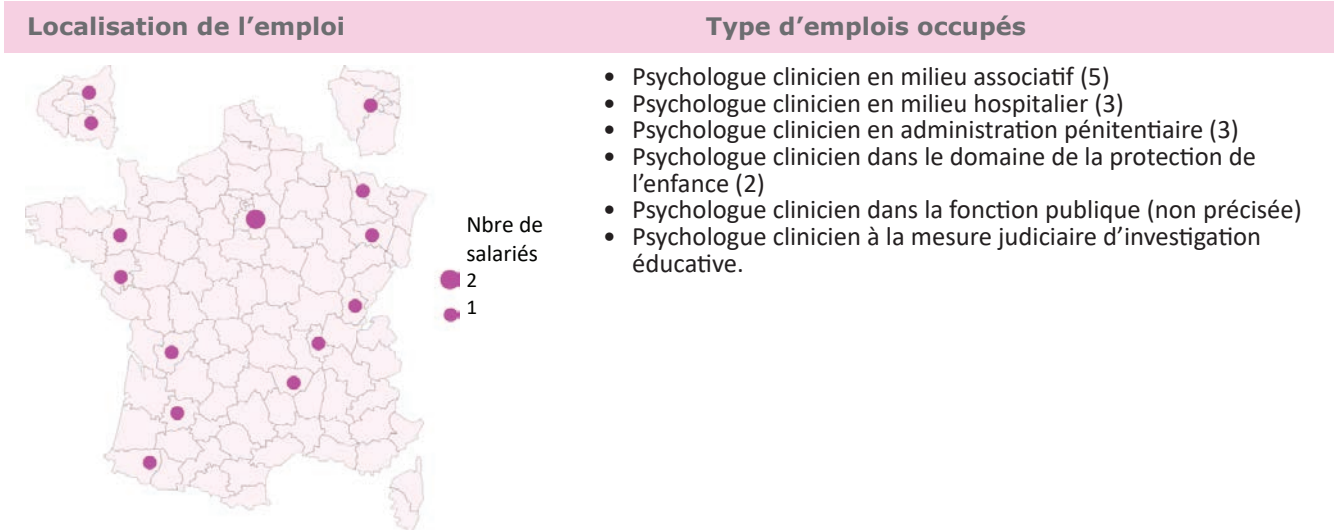 Localisation de l’emploi
Type d’emplois occupés
Nbre de
salariés
2
1
• Psychologue clinicien en milieu associatif (5)
• Psychologue clinicien en milieu hospitalier (3)
• Psychologue clinicien en administration pénitentiaire (3)
• Psychologue clinicien dans le domaine de la protection de
l’enfance (2)
• Psychologue clinicien dans la fonction publique (non précisée)
• Psychologue clinicien à la mesure judiciaire d’investigation
éducative.